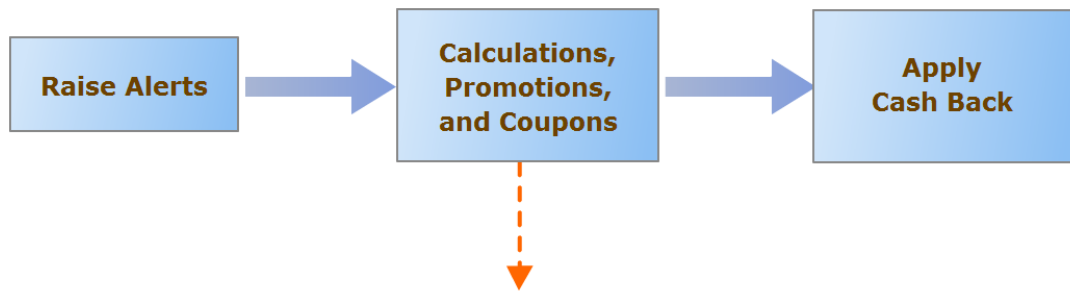 Raise Alerts
Calculations,
Promotions,
and Coupons
Apply
Cash Back